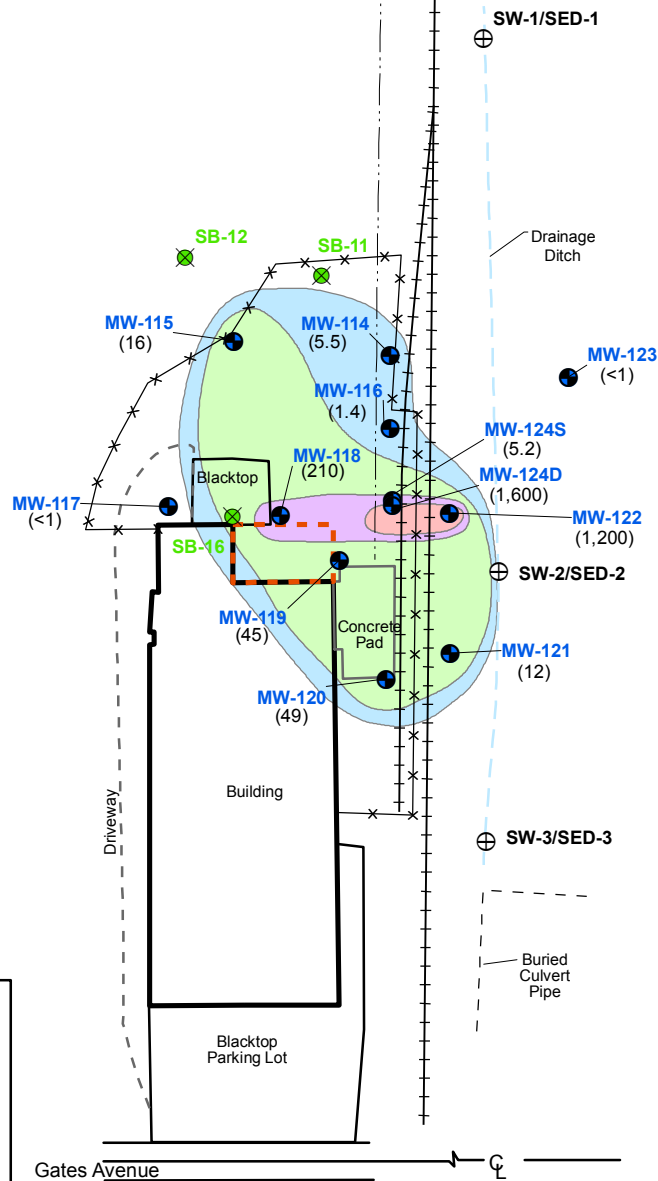 SW-1/SED-1
SB-12
SB-11
Drainage
Ditch
MW-115
(16)
MW-114
(5.5)
MW-123
(<1)
MW-116
(1.4)
MW-124S
(5.2)
MW-118
(210)
MW-124D
(1,600)
Blacktop
MW-117
(<1)
MW-122
(1,200)
SB-16
SW-2/SED-2
MW-119
(45)
Concrete
Pad
MW-121
(12)
MW-120
(49)
Building
Driveway
SW-3/SED-3
Buried
Culvert
Pipe
Blacktop
Parking Lot
Gates Avenue
℄